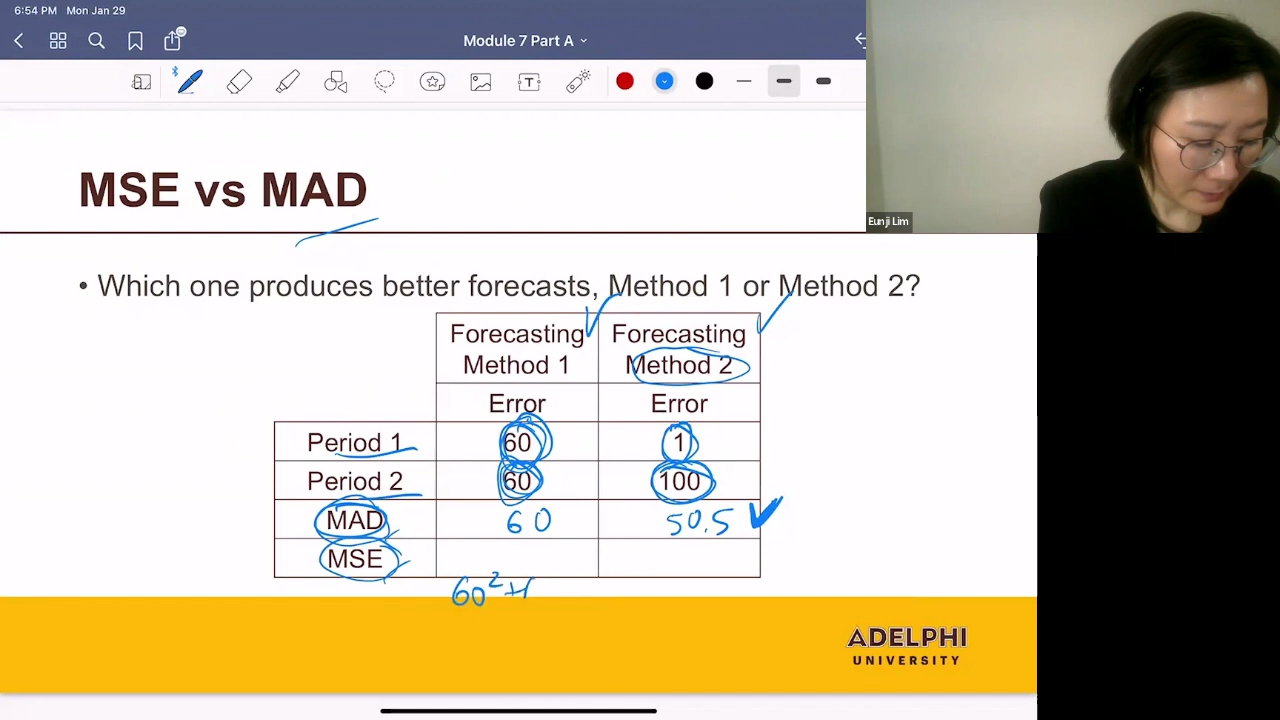 6:54 PM Mon Jan 29
Module 7 Part A
T
Eunji Lim
MSE vs MAD
• Which one produces better forecasts, Method 1 or Method 2?
Forecasting Method 1 Forecasting Method 2
Error Error
Period 1 60 1
Period 2 60 100
MAD 60 50.5
MSE
60² +
ADELPHI
UNIVERSITY